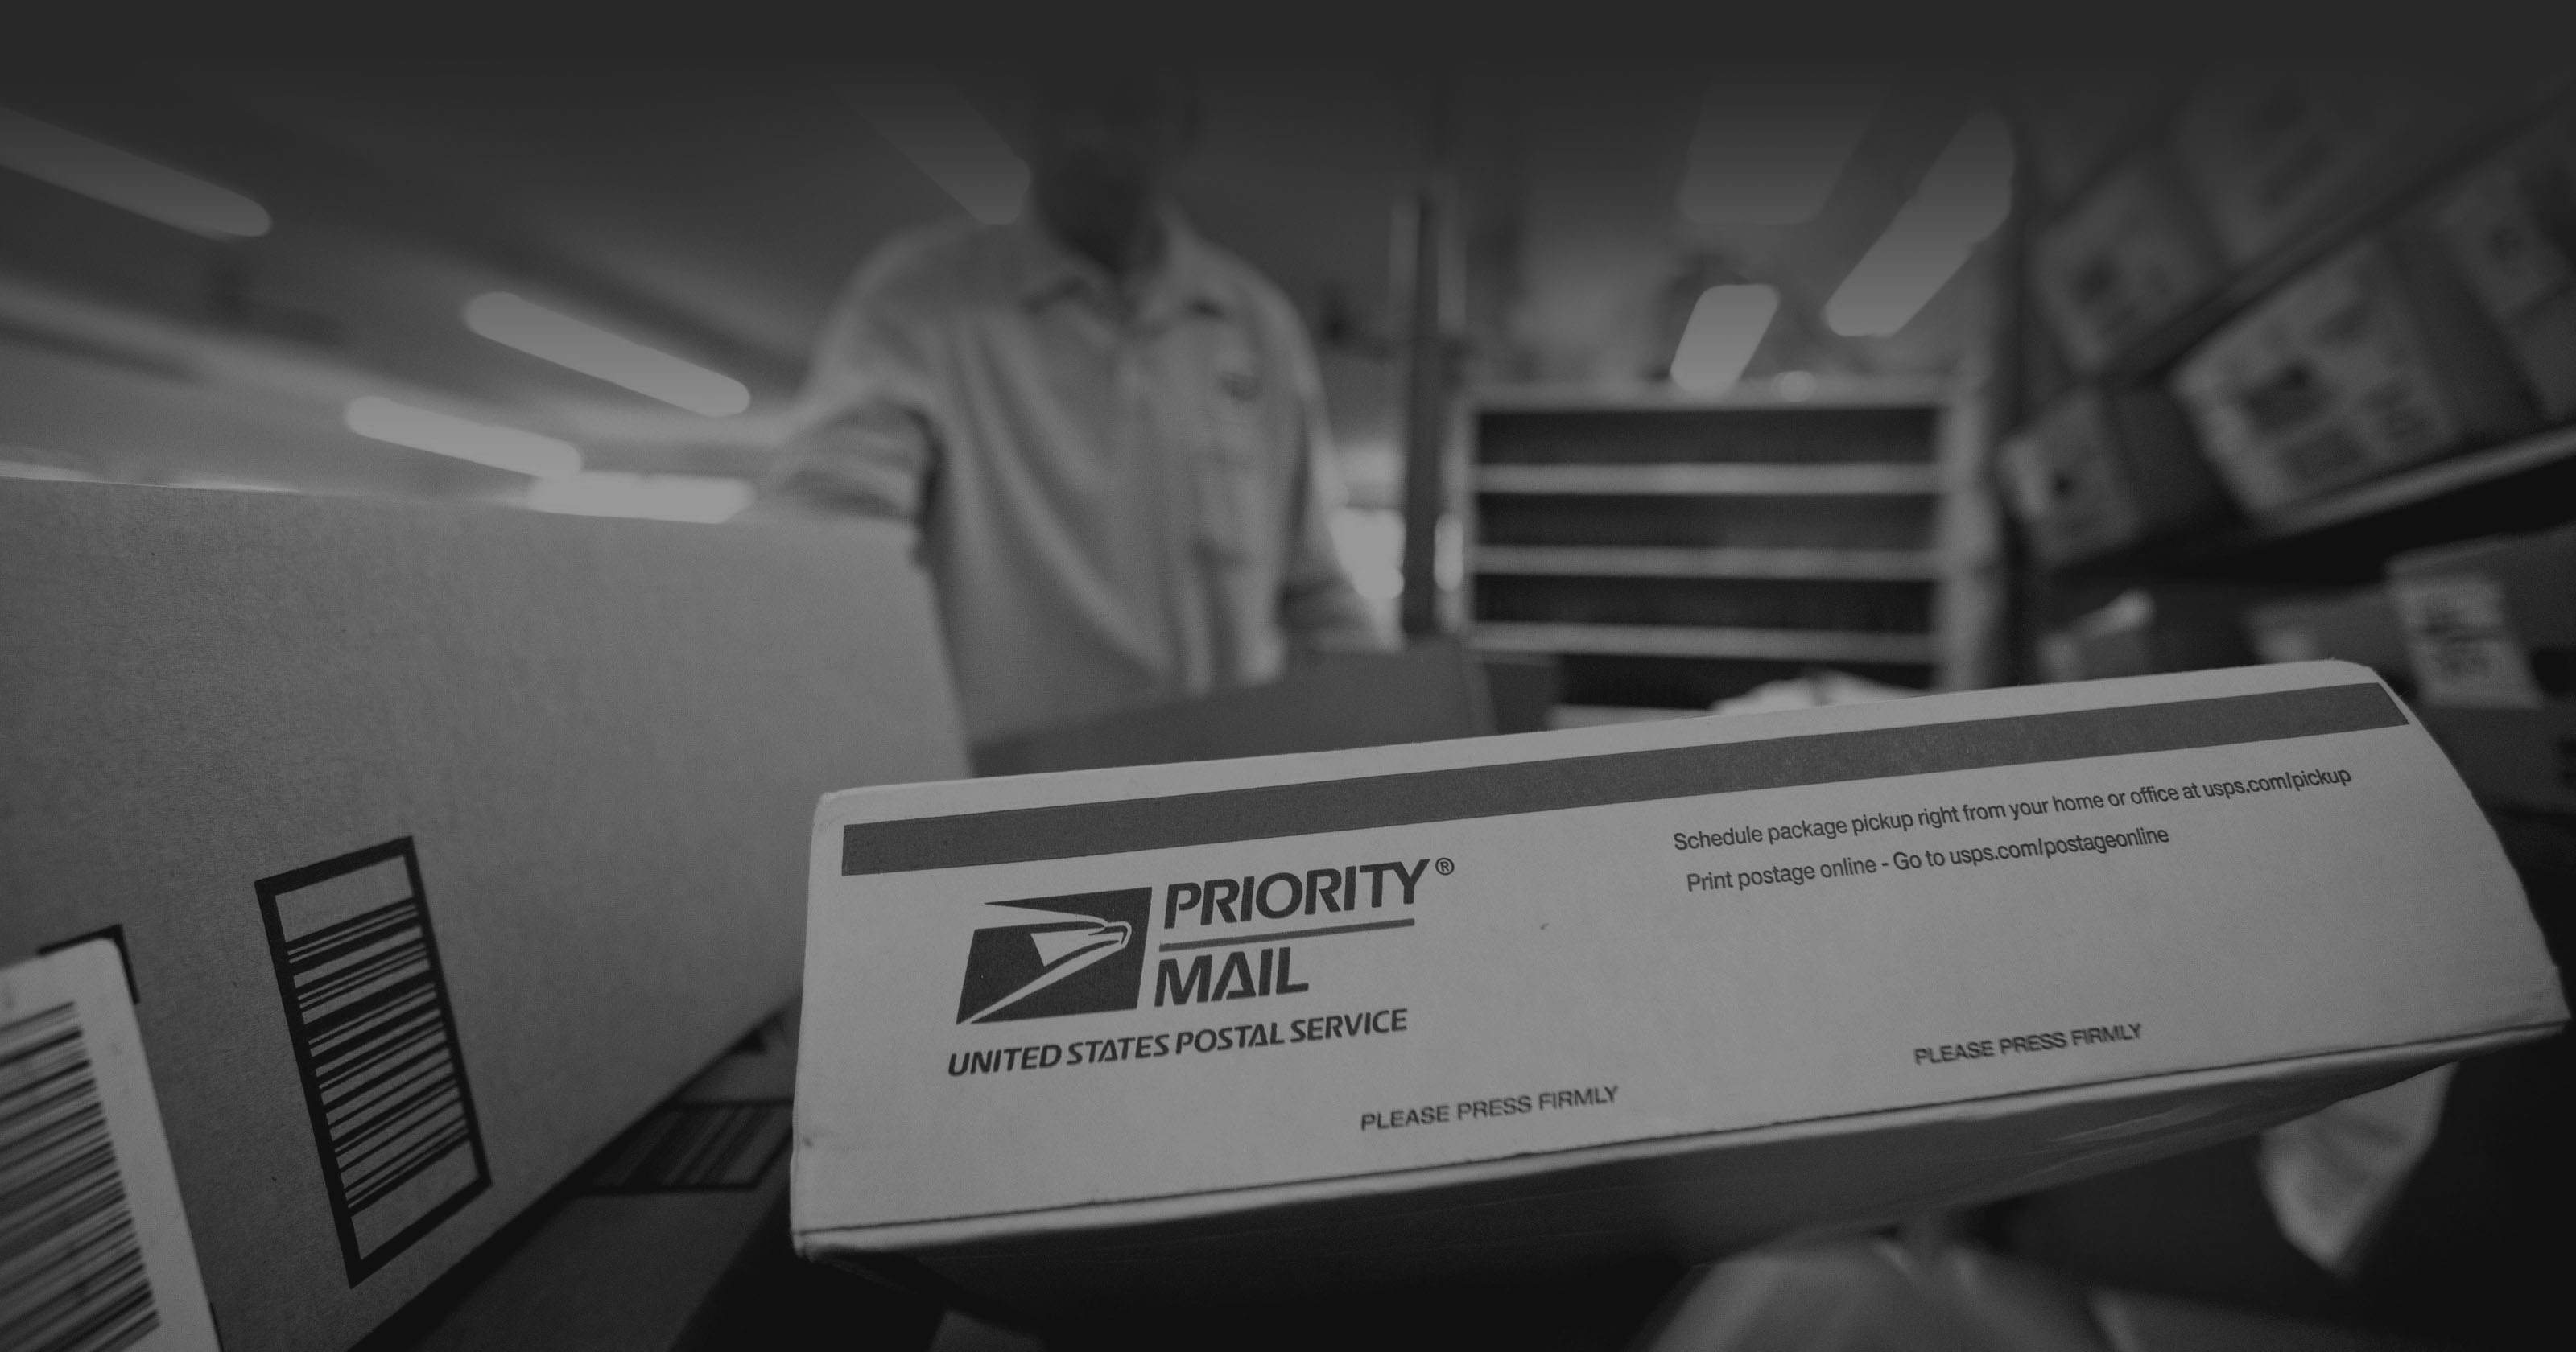 PRIORITY®
MAIL
UNITED STATES POSTAL SERVICE
Schedule package pickup right from your home or office at usps.com/pickup
Print postage online - Go to usps.com/postageonline
PLEASE PRESS FIRMLY
PLEASE PRESS FIRMLY